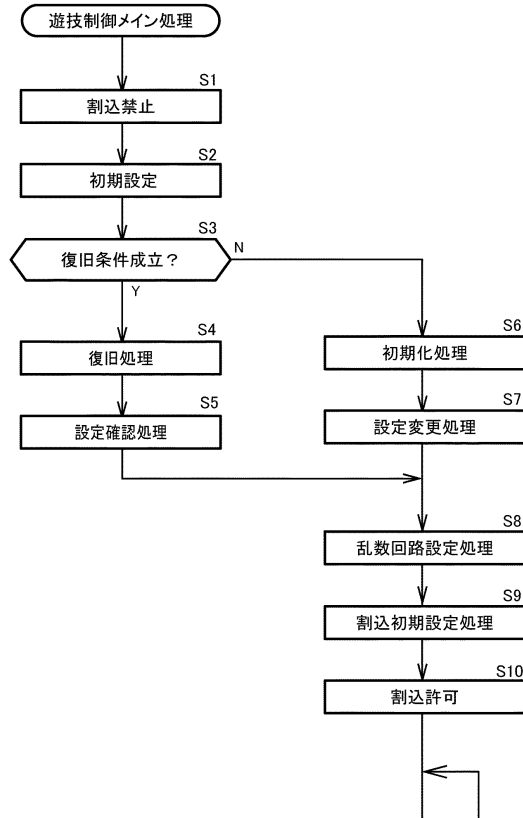 遊技制御メイン処理
S1
割込禁止
S2
初期設定
S3
復旧条件成立？
N
Y
S4
復旧処理
S5
設定確認処理
S6
初期化処理
S7
設定変更処理
S8
乱数回路設定処理
S9
割込初期設定処理
S10
割込許可